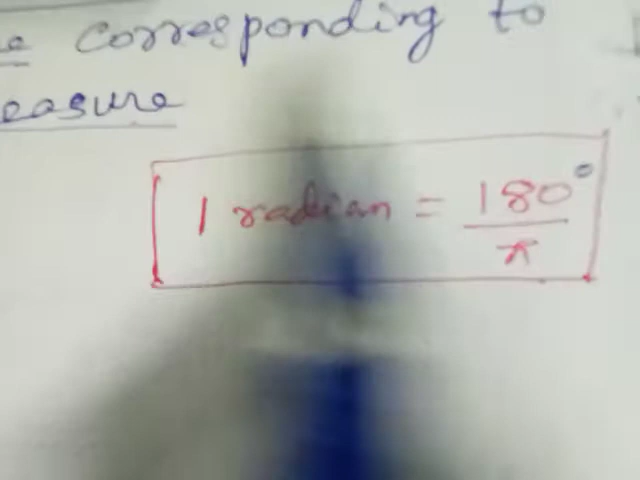 corresponding to
easure
1 radian = 180°/π